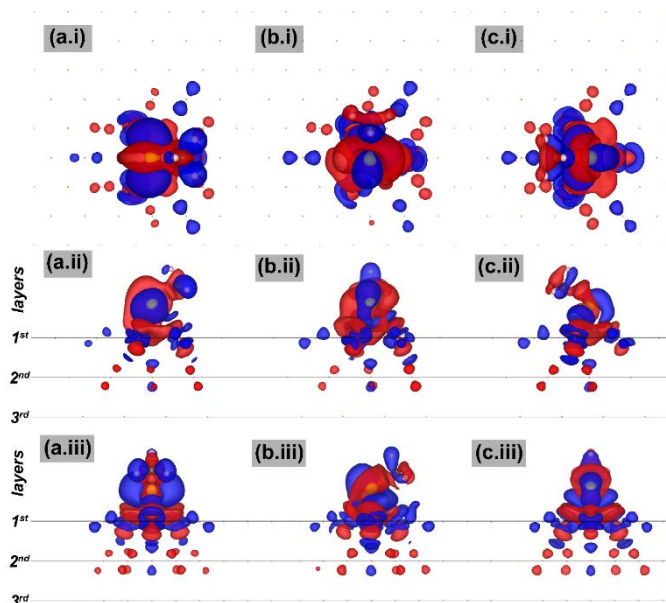 (a.i) (b.i) (c.i)
(a.ii) (b.ii) (c.ii)
layers
1st
2nd
3rd
(a.iii) (b.iii) (c.iii)
layers
1st
2nd
3rd